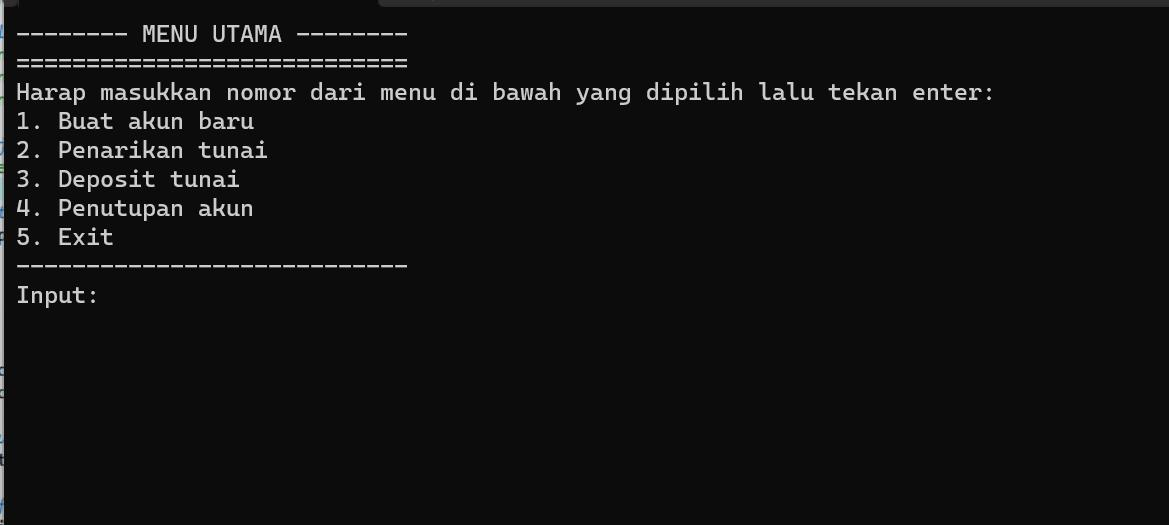 -------- MENU UTAMA --------
============================
Harap masukkan nomor dari menu di bawah yang dipilih lalu tekan enter:
1. Buat akun baru
2. Penarikan tunai
3. Deposit tunai
4. Penutupan akun
5. Exit
----------------------------
Input: